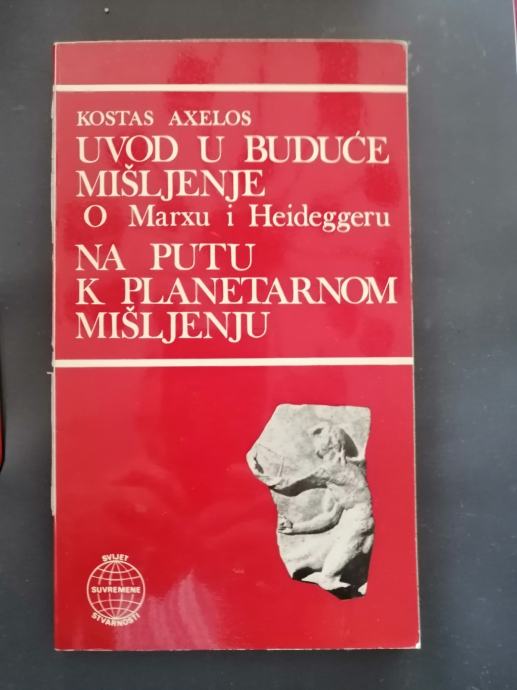 KOSTAS AXELOS
UVOD U BUDUĆE
MIŠLJENJE
O Marxu i Heideggeru
NA PUTU
K PLANETARNOM
MIŠLJENJU
SVIJET
SUVREMENE
STVARNOSTI